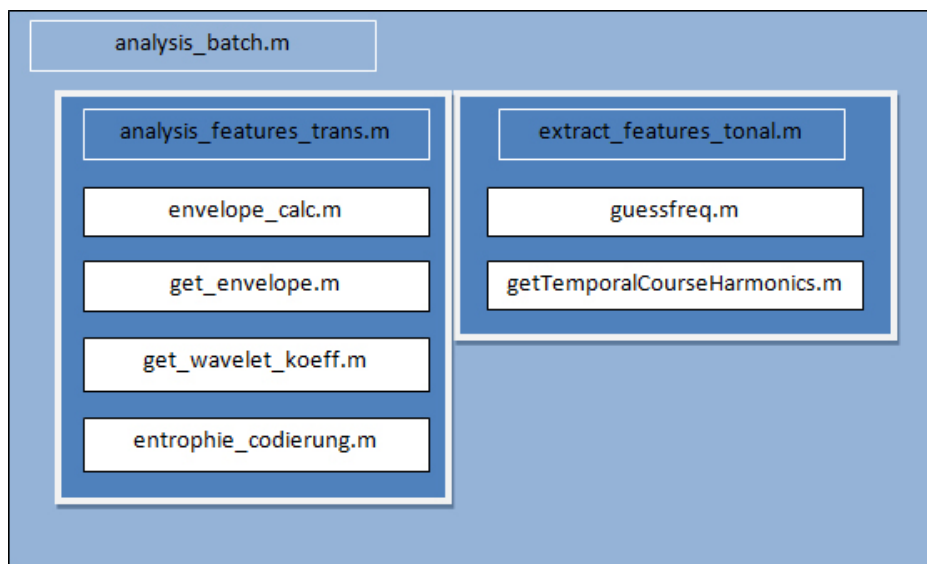 analysis_batch.m
analysis_features_trans.m
envelope_calc.m
get_envelope.m
get_wavelet_koeff.m
entrophie_codierung.m
extract_features_tonal.m
guessfreq.m
getTemporalCourseHarmonics.m